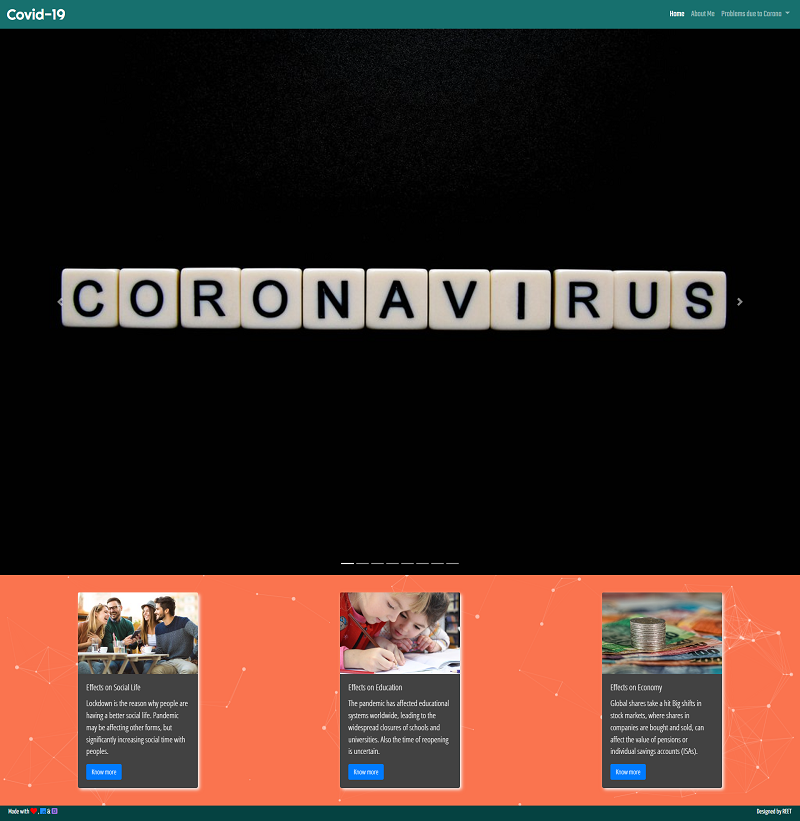 Covid-19
Home About Me Problems due to Corona
CORONAVIRUS
Effects on Social Life
Lockdown is the reason why people are
having a better social life. Pandemic
may be affecting other forms, but
significantly increasing social time with
peoples.
Know more
Effects on Education
The pandemic has affected educational
systems worldwide, leading to the
widespread closures of schools and
universities. Also the time of reopening
is uncertain.
Know more
Effects on Economy
Global shares take a hit Big shifts in
stock markets, where shares in
companies are bought and sold, can
affect the value of pensions or
individual savings accounts (ISAs).
Know more
Made with ❤️, & 
Designed by REET